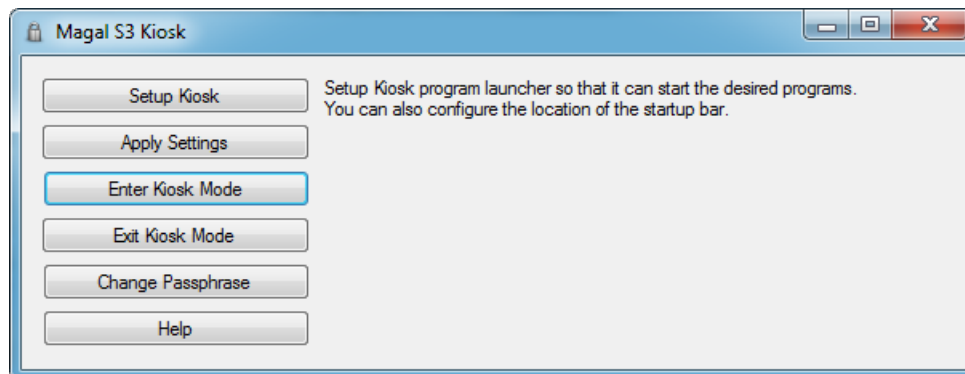 Magal S3 Kiosk
Setup Kiosk
Setup Kiosk program launcher so that it can start the desired programs.
You can also configure the location of the startup bar.
Apply Settings
Enter Kiosk Mode
Exit Kiosk Mode
Change Passphrase
Help